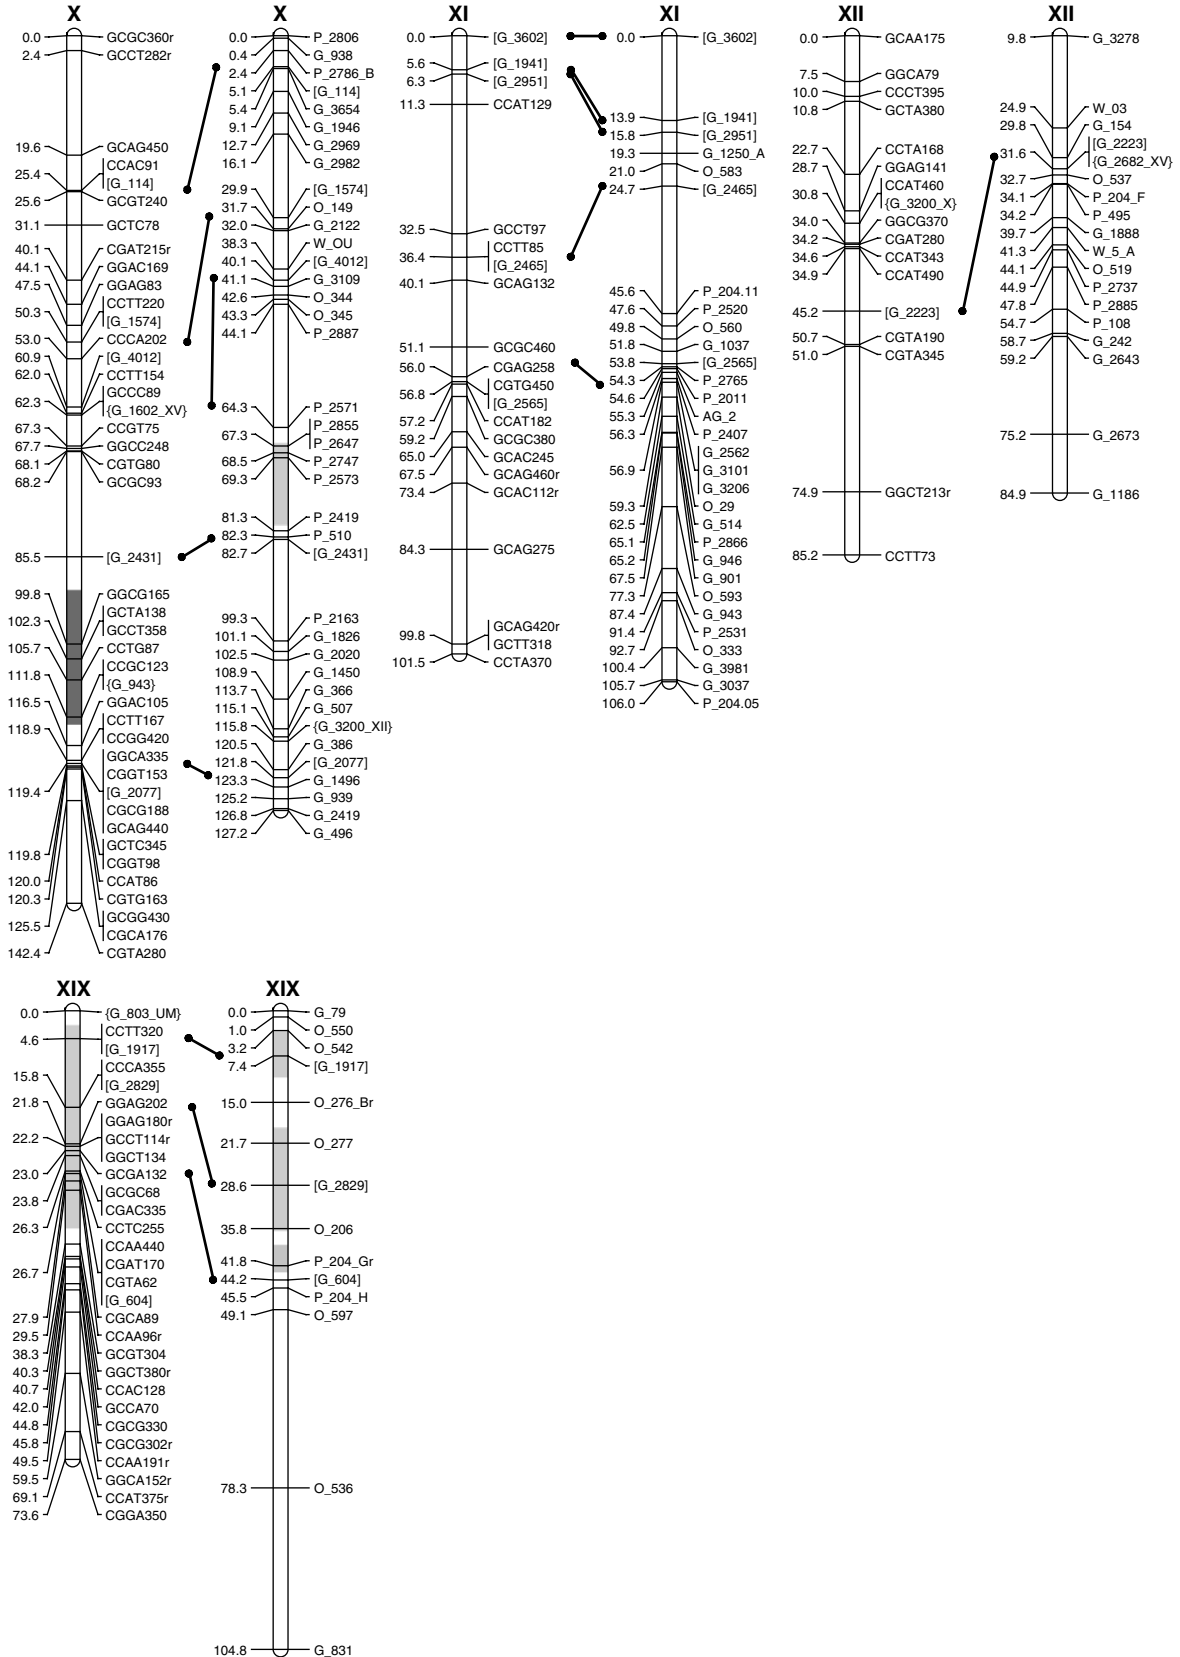 X
0.0 GCGC360r
2.4 GCCT282r
19.6 GCAG450
CCAC91
25.4 [G_114]
25.6 GCGT240
31.1 GCTC78
40.1 CGAT215r
44.1 GGAC169
47.5 GGAG83
CCTT220
50.3 [G_1574]
53.0 CCCA202
60.9 [G_4012]
62.0 CCTT154
GCCC89
62.3 {G_1602_XV}
67.3 CCGT75
67.7 GGCC248
68.1 CGTG80
68.2 GCGC93
85.5 [G_2431]
99.8 GGCG165
GCTA138
102.3 GCCT358
105.7 CCTG87
CCGC123
111.8 {G_943}
116.5 GGAC105
CCTT167
118.9 CCGG420
GGCA335
CGGT153
119.4 [G_2077]
CGCG188
GCAG440
GCTC345
119.8 CGGT98
120.0 CCAT86
120.3 CGTG163
GCGG430
125.5 CGCA176
142.4 CGTA280
X
0.0 P_2806
0.4 G_938
2.4 P_2786_B
5.1 [G_114]
5.4 G_3654
9.1 G_1946
12.7 G_2969
16.1 G_2982
29.9 [G_1574]
31.7 O_149
32.0 G_2122
38.3 W_OU
40.1 [G_4012]
41.1 G_3109
42.6 O_344
43.3 O_345
44.1 P_2887
64.3 P_2571
P_2855
67.3 P_2647
68.5 P_2747
69.3 P_2573
81.3 P_2419
82.3 P_510
82.7 [G_2431]
99.3 P_2163
101.1 G_1826
102.5 G_2020
108.9 G_1450
113.7 G_366
115.1 G_507
115.8 {G_3200_XII}
120.5 G_386
121.8 [G_2077]
123.3 G_1496
125.2 G_939
126.8 G_2419
127.2 G_496
XI
0.0 [G_3602]
5.6 [G_1941]
6.3 [G_2951]
11.3 CCAT129
32.5 GCCT97
CCTT85
36.4 [G_2465]
40.1 GCAG132
51.1 GCGC460
56.0 CGAG258
CGTG450
56.8 [G_2565]
57.2 CCAT182
59.2 GCGC380
65.0 GCAC245
67.5 GCAG460r
73.4 GCAC112r
84.3 GCAG275
GCAG420r
99.8 GCTT318
101.5 CCTA370
XI
0.0 [G_3602]
13.9 [G_1941]
15.8 [G_2951]
19.3 G_1250_A
21.0 O_583
24.7 [G_2465]
45.6 P_204.11
47.6 P_2520
49.8 O_560
51.8 G_1037
53.8 [G_2565]
54.3 P_2765
54.6 P_2011
55.3 AG_2
56.3 P_2407
G_2562
56.9 G_3101
G_3206
59.3 O_29
62.5 G_514
65.1 P_2866
65.2 G_946
67.5 G_901
77.3 O_593
87.4 G_943
91.4 P_2531
92.7 O_333
100.4 G_3981
105.7 G_3037
106.0 P_204.05
XII
0.0 GCAA175
7.5 GGCA79
10.0 CCCT395
10.8 GCTA380
22.7 CCTA168
28.7 GGAG141
CCAT460
30.8 {G_3200_X}
34.0 GGCG370
34.2 CGAT280
34.6 CCAT343
34.9 CCAT490
45.2 [G_2223]
50.7 CGTA190
51.0 CGTA345
74.9 GGCT213r
85.2 CCTT73
XII
9.8 G_3278
24.9 W_03
29.8 G_154
[G_2223]
31.6 {G_2682_XV}
32.7 O_537
34.1 P_204_F
34.2 P_495
39.7 G_1888
41.3 W_5_A
44.1 O_519
44.9 P_2737
47.8 P_2885
54.7 P_108
58.7 G_242
59.2 G_2643
75.2 G_2673
84.9 G_1186
XIX
0.0 {G_803_UM}
CCTT320
4.6 [G_1917]
CCCA355
15.8 [G_2829]
21.8 GGAG202
GGAG180r
22.2 GCCT114r
GGCT134
23.0 GCGA132
GCGC68
23.8 CGAC335
26.3 CCTC255
CCAA440
CGAT170
26.7 CGTA62
[G_604]
27.9 CGCA89
29.5 CCAA96r
38.3 GCGT304
40.3 GGCT380r
40.7 CCAC128
42.0 GCCA70
44.8 CGCG330
45.8 CGCG302r
49.5 CCAA191r
59.5 GGCA152r
69.1 CCAT375r
73.6 CGGA350
XIX
0.0 G_79
1.0 O_550
3.2 O_542
7.4 [G_1917]
15.0 O_276_Br
21.7 O_277
28.6 [G_2829]
35.8 O_206
41.8 P_204_Gr
44.2 [G_604]
45.5 P_204_H
49.1 O_597
78.3 O_536
104.8 G_831